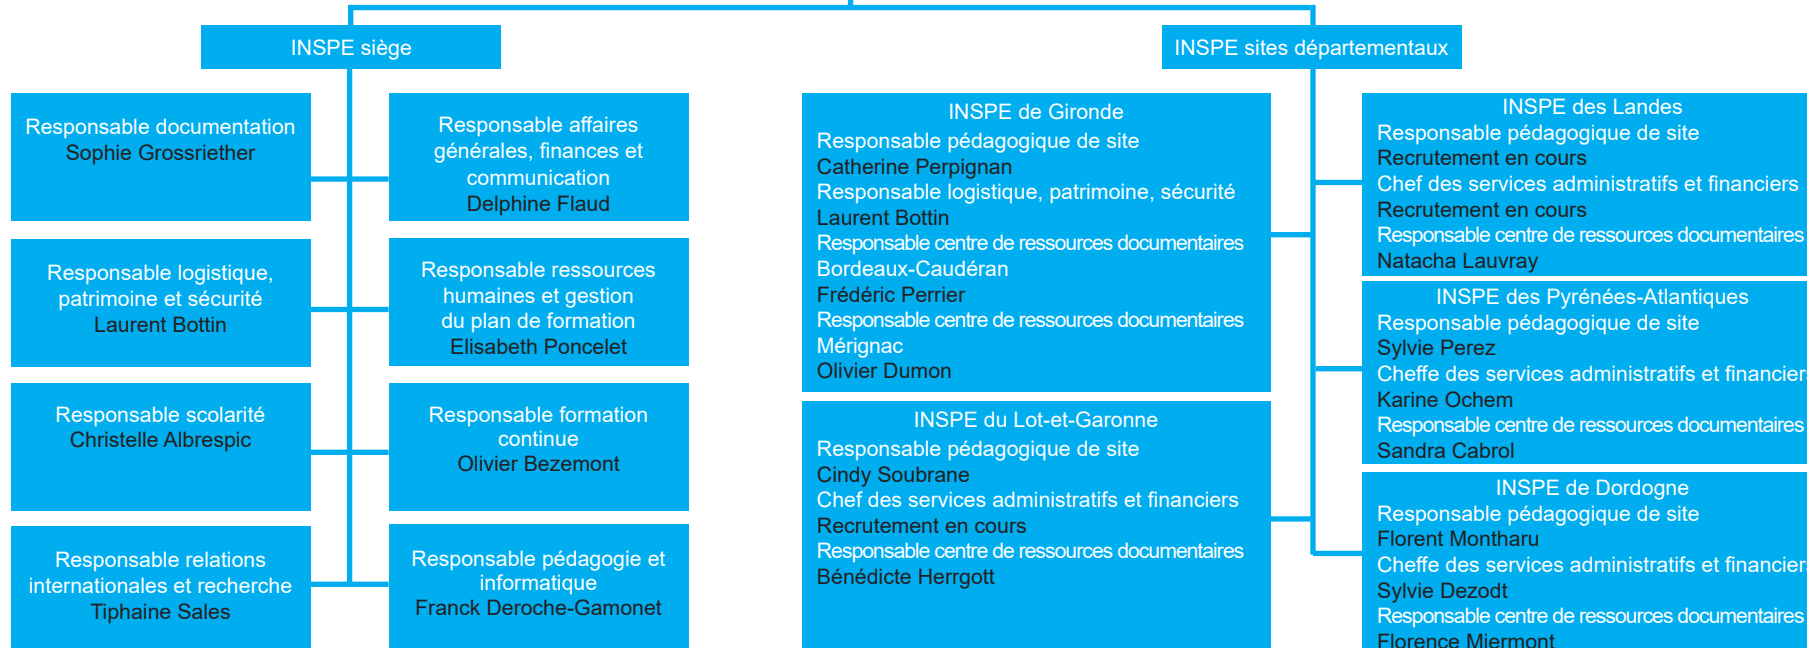 INSPE siège
Responsable documentation
Sophie Grossriether
Responsable affaires
générales, finances et
communication
Delphine Flaud
Responsable logistique,
patrimoine et sécurité
Laurent Bottin
Responsable ressources
humaines et gestion
du plan de formation
Elisabeth Poncelet
Responsable scolarité
Christelle Albrespic
Responsable formation
continue
Olivier Bezemont
Responsable relations
internationales et recherche
Tiphaine Sales
Responsable pédagogie et
informatique
Franck Deroche-Gamonet
INSPE sites départementaux
INSPE de Gironde
Responsable pédagogique de site
Catherine Perpignan
Responsable logistique, patrimoine, sécurité
Laurent Bottin
Responsable centre de ressources documentaires
Bordeaux-Caudéran
Frédéric Perrier
Responsable centre de ressources documentaires
Mérignac
Olivier Dumon
INSPE du Lot-et-Garonne
Responsable pédagogique de site
Cindy Soubrane
Chef des services administratifs et financiers
Recrutement en cours
Responsable centre de ressources documentaires
Bénédicte Herrgott
INSPE des Landes
Responsable pédagogique de site
Recrutement en cours
Chef des services administratifs et financiers
Recrutement en cours
Responsable centre de ressources documentaires
Natacha Lauvray
INSPE des Pyrénées-Atlantiques
Responsable pédagogique de site
Sylvie Perez
Cheffe des services administratifs et financiers
Karine Ochem
Responsable centre de ressources documentaires
Sandra Cabrol
INSPE de Dordogne
Responsable pédagogique de site
Florent Montharu
Cheffe des services administratifs et financiers
Sylvie Dezodt
Responsable centre de ressources documentaires
Florence Miermont